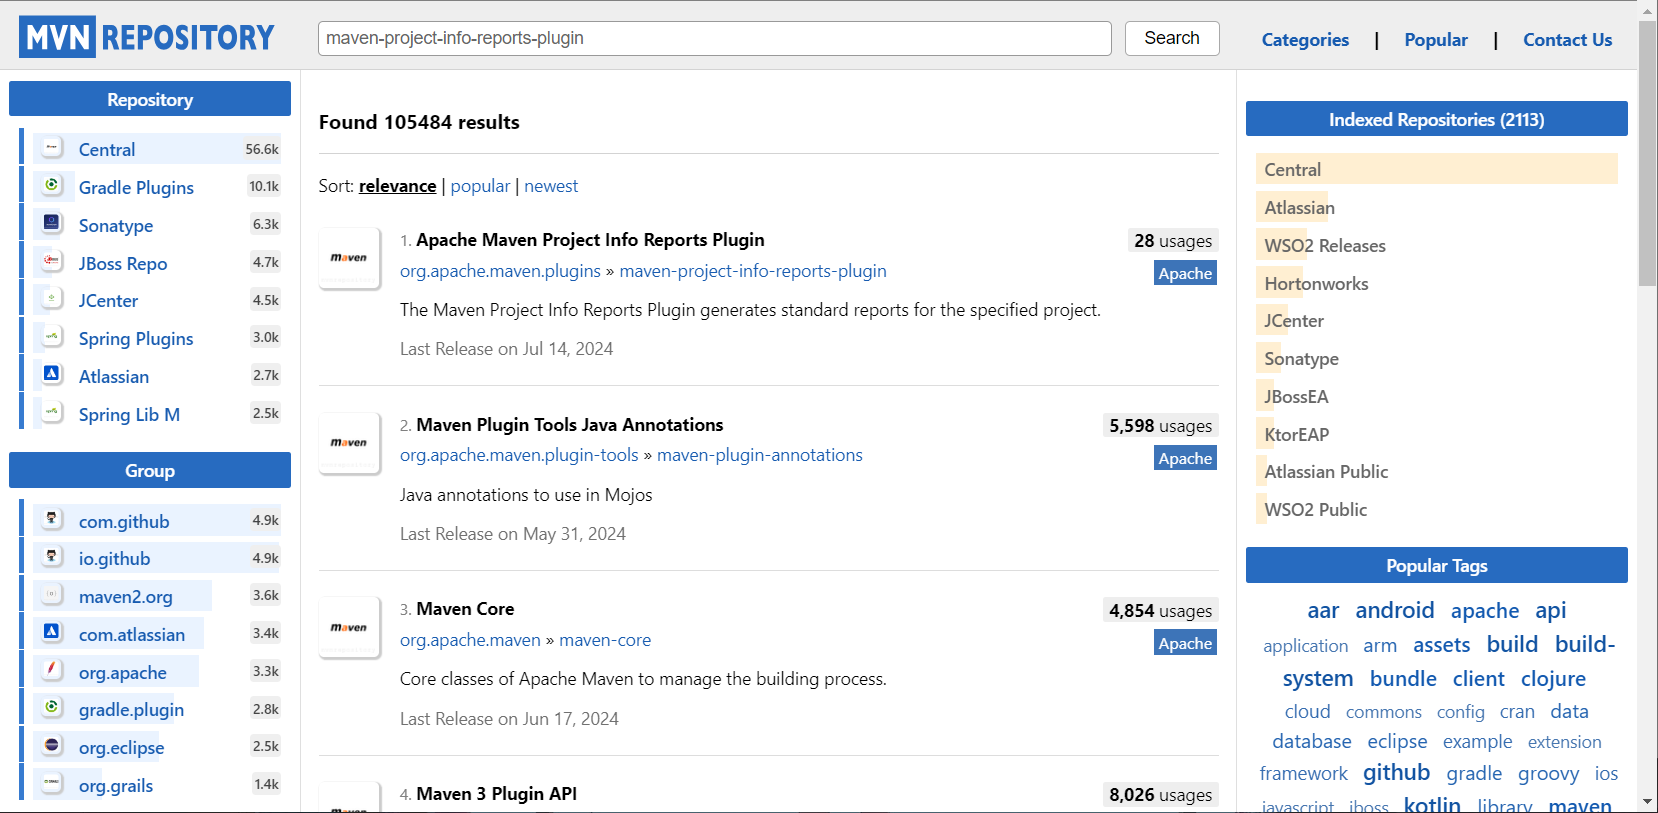 MVN REPOSITORY
maven-project-info-reports-plugin
Search
Categories | Popular | Contact Us
Repository
Central 56.6k
Gradle Plugins 10.1k
Sonatype 6.3k
JBoss Repo 4.7k
JCenter 4.5k
Spring Plugins 3.0k
Atlassian 2.7k
Spring Lib M 2.5k
Group
com.github 4.9k
io.github 4.9k
maven2.org 3.6k
com.atlassian 3.4k
org.apache 3.3k
gradle.plugin 2.8k
org.eclipse 2.5k
org.grails 1.4k
Found 105484 results
Sort: relevance | popular | newest
maven
1. Apache Maven Project Info Reports Plugin 28 usages
org.apache.maven.plugins » maven-project-info-reports-plugin Apache
The Maven Project Info Reports Plugin generates standard reports for the specified project.
Last Release on Jul 14, 2024
maven
2. Maven Plugin Tools Java Annotations 5,598 usages
org.apache.maven.plugin-tools » maven-plugin-annotations Apache
Java annotations to use in Mojos
Last Release on May 31, 2024
maven
3. Maven Core 4,854 usages
org.apache.maven » maven-core Apache
Core classes of Apache Maven to manage the building process.
Last Release on Jun 17, 2024
maven
4. Maven 3 Plugin API 8,026 usages
Indexed Repositories (2113)
Central
Atlassian
WSO2 Releases
Hortonworks
JCenter
Sonatype
JBossEA
KtorEAP
Atlassian Public
WSO2 Public
Popular Tags
aar android apache api
application arm assets build build-
system bundle client clojure
cloud commons config cran data
database eclipse example extension
framework github gradle groovy ios
javascript jboss kotlin library maven